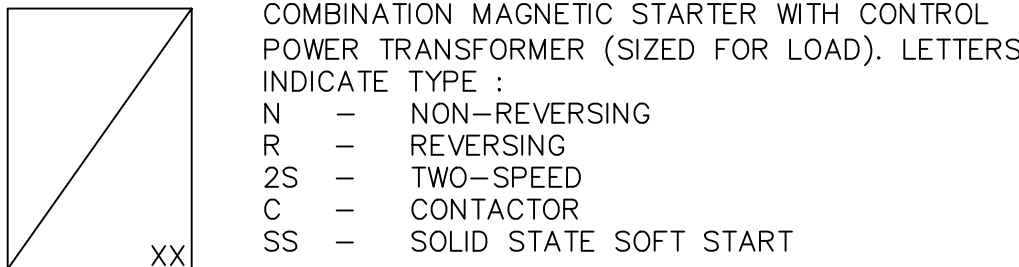 COMBINATION MAGNETIC STARTER WITH CONTROL
POWER TRANSFORMER (SIZED FOR LOAD). LETTERS
INDICATE TYPE :
N – NON–REVERSING
R – REVERSING
2S – TWO–SPEED
C – CONTACTOR
SS – SOLID STATE SOFT START
XX